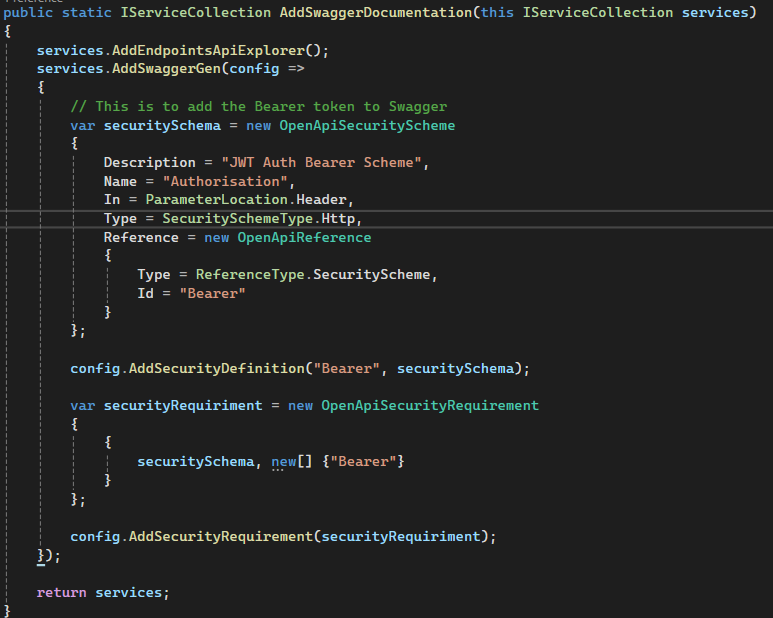 public static IServiceCollection AddSwaggerDocumentation(this IServiceCollection services)
{
    services.AddEndpointsApiExplorer();
    services.AddSwaggerGen(config =>
    {
        // This is to add the Bearer token to Swagger
        var securitySchema = new OpenApiSecurityScheme
        {
            Description = "JWT Auth Bearer Scheme",
            Name = "Authorisation",
            In = ParameterLocation.Header,
            Type = SecuritySchemeType.Http,
            Reference = new OpenApiReference
            {
                Type = ReferenceType.SecurityScheme,
                Id = "Bearer"
            }
        };

        config.AddSecurityDefinition("Bearer", securitySchema);

        var securityRequiriment = new OpenApiSecurityRequirement
        {
            {
                securitySchema, new[] {"Bearer"}
            }
        };

        config.AddSecurityRequirement(securityRequiriment);
    });

    return services;
}